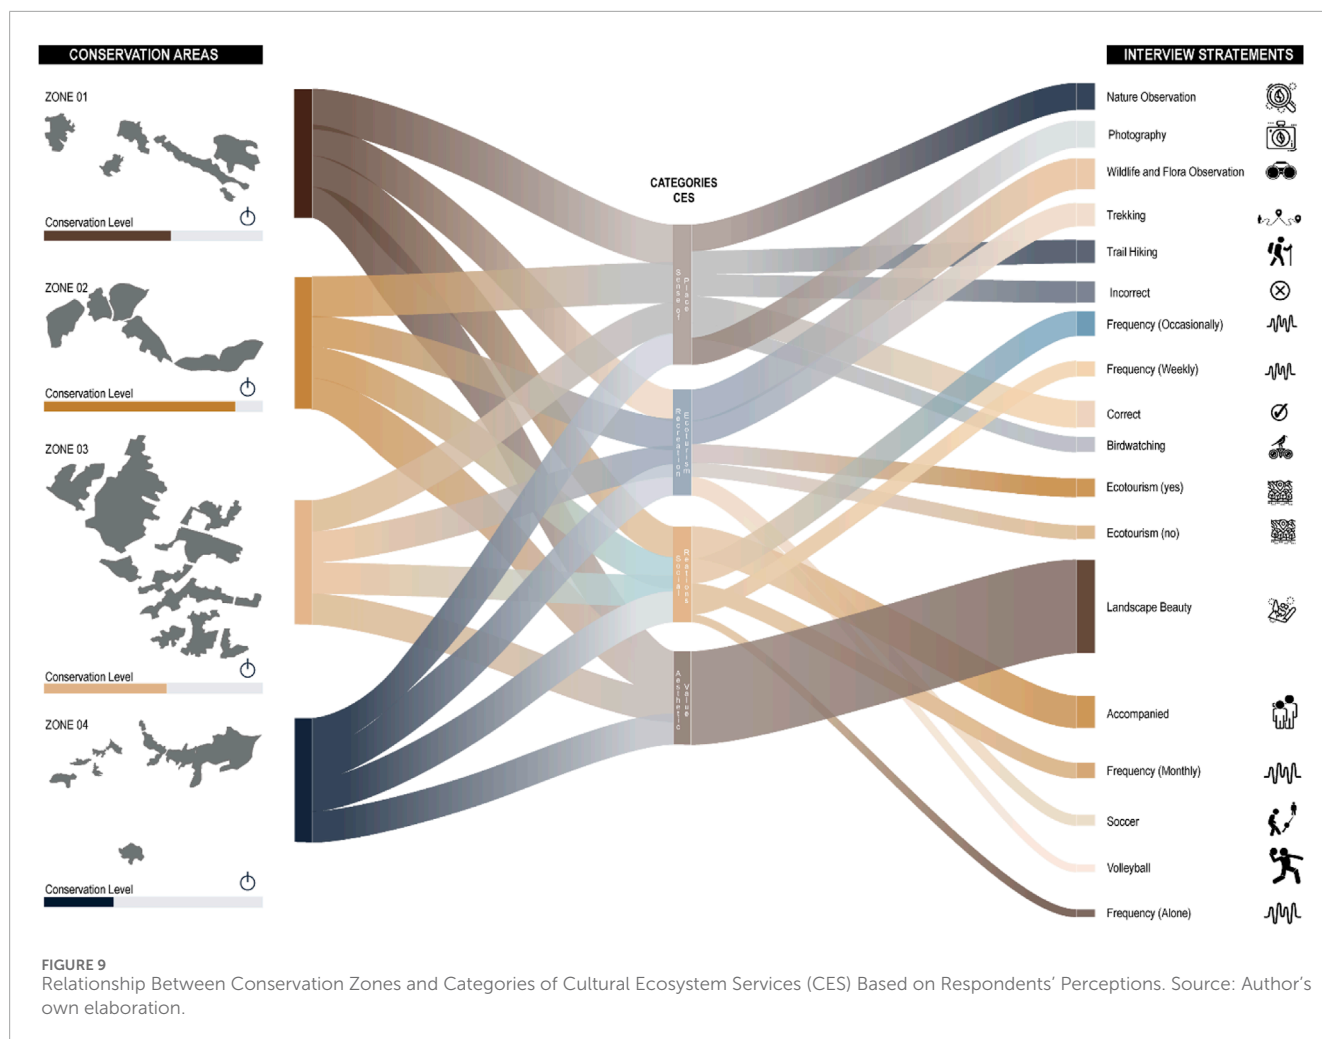 CONSERVATION AREAS
INTERVIEW STRATEMENTS
ZONE 01
Conservation Level
ZONE 02
Conservation Level
ZONE 03
Conservation Level
ZONE 04
Conservation Level
CATEGORIES
CES
Sense of
Place
Recreation
Ecoturism
Social
Reations
Aesthetic
Value
Nature Observation
Photography
Wildlife and Flora Observation
Trekking
Trail Hiking
Incorrect
Frequency (Occasionally)
Frequency (Weekly)
Correct
Birdwatching
Ecotourism (yes)
Ecotourism (no)
Landscape Beauty
Accompanied
Frequency (Monthly)
Soccer
Volleyball
Frequency (Alone)
FIGURE 9
Relationship Between Conservation Zones and Categories of Cultural Ecosystem Services (CES) Based on Respondents’ Perceptions. Source: Author’s
own elaboration.